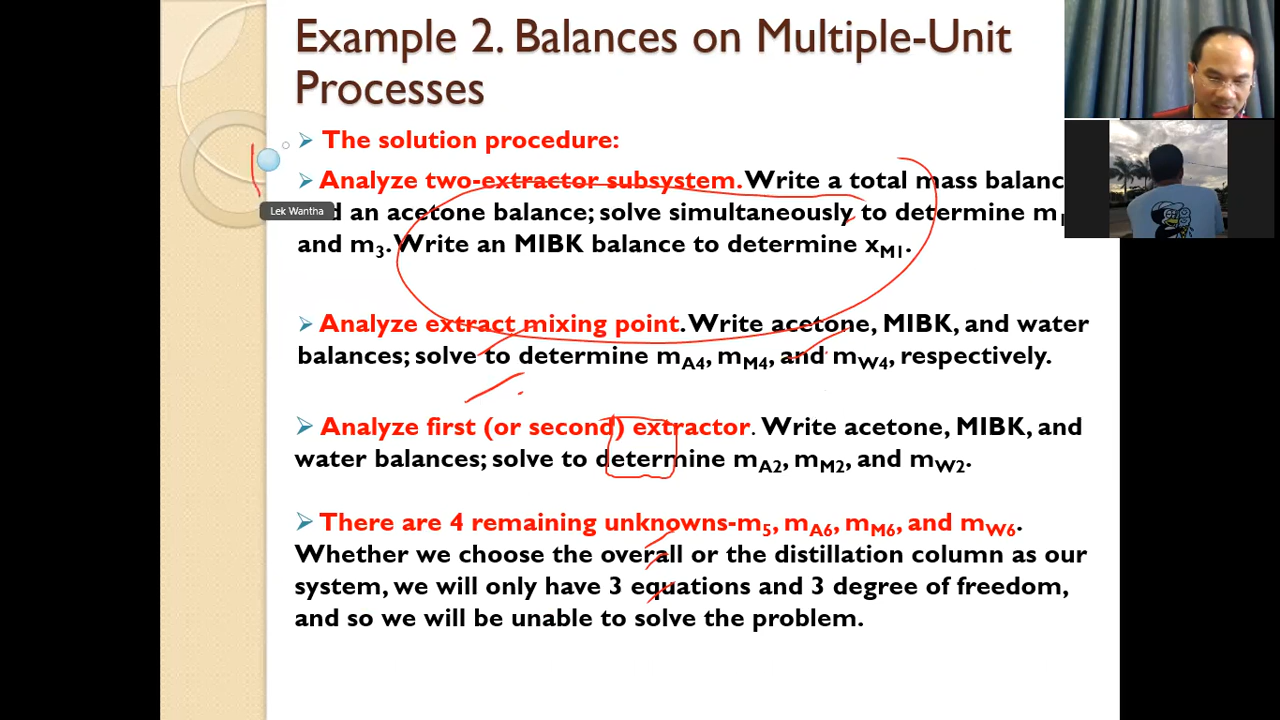 Example 2. Balances on Multiple-Unit
Processes
The solution procedure:
Analyze two-extractor subsystem. Write a total mass balanc
d an acetone balance; solve simultaneously to determine m
and m3. Write an MIBK balance to determine xM1.
Analyze extract mixing point. Write acetone, MIBK, and water
balances; solve to determine mA4, mM4, and mW4, respectively.
Analyze first (or second) extractor. Write acetone, MIBK, and
water balances; solve to determine mA2, mM2, and mW2.
There are 4 remaining unknowns-m5, mA6, mM6, and mW6.
Whether we choose the overall or the distillation column as our
system, we will only have 3 equations and 3 degree of freedom,
and so we will be unable to solve the problem.
Lek Wantha